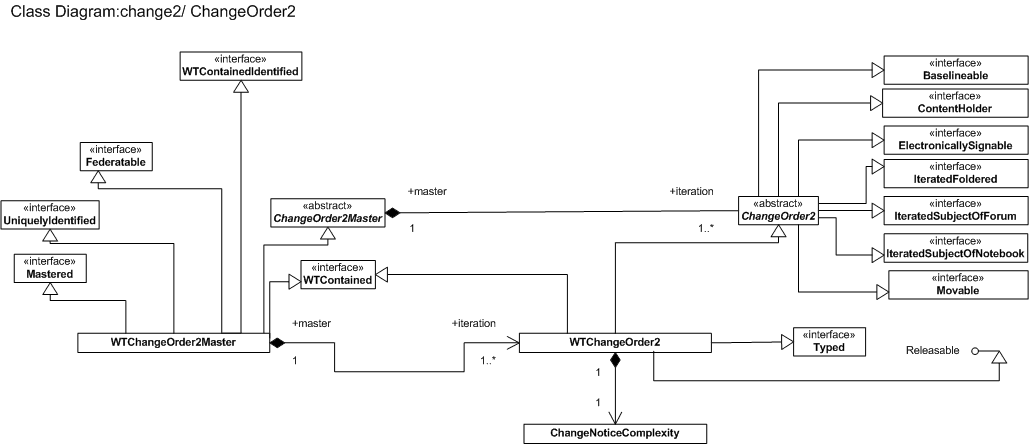 Class Diagram:change2/ ChangeOrder2
«interface»
WTContainedIdentified
«interface»
Baselineable
«interface»
ContentHolder
«interface»
ElectronicallySignable
«interface»
Federatable
«interface»
IteratedFoldered
+master
+iteration
«interface»
UniquelyIdentified
«abstract»
ChangeOrder2Master
1
1..*
«abstract»
ChangeOrder2
«interface»
IteratedSubjectOfForum
«interface»
IteratedSubjectOfNotebook
«interface»
Mastered
«interface»
WTContained
«interface»
Movable
+master
+iteration
WTChangeOrder2Master
1
1..*
WTChangeOrder2
«interface»
Typed
Releasable
1
1
ChangeNoticeComplexity